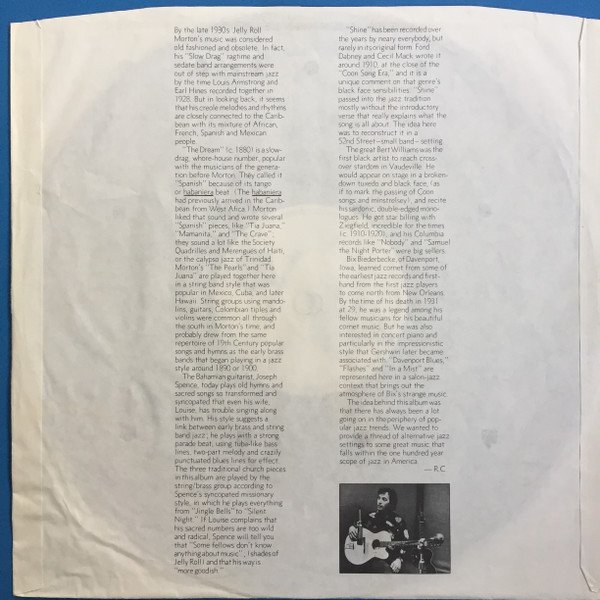 By the late 1930s Jelly Roll
Morton's music was considered
old fashioned and obsolete. In fact,
his "Slow Drag" ragtime and
sedate band arrangements were
out of step with mainstream jazz
by the time Louis Armstrong and
Earl Hines recorded together in
1928. But in looking back, it seems
that his creole melodies and rhythms
are closely connected to the Carib-
bean with its mixture of African,
French, Spanish and Mexican
people.
"The Dream" (c. 1880) is a slow-
drag, whore-house number, popular
with the musicians of the genera-
tion before Morton. They called it
"Spanish" because of its tango
or habanera beat. (The habanera
had previously arrived in the Carib-
bean from West Africa.) Morton
liked that sound and wrote several
"Spanish" pieces, like "Tia Juana,"
"Mamanita," and "The Crave";
they sound a lot like the Society
Quadrilles and Merengues of Haiti,
or the calypso jazz of Trinidad.
Morton's "The Pearls" and "Tia
Juana" are played together here
in a string band style that was
popular in Mexico, Cuba, and later
Hawaii. String groups using mando-
lins, guitars, Colombian tiples and
violins were common all through
the south in Morton's time, and
probably drew from the same
repertoire of 19th Century popular
songs and hymns as the early brass
bands that began playing in a jazz
style around 1890 or 1900.
The Bahamian guitarist, Joseph
Spence, today plays old hymns and
sacred songs so transformed and
syncopated that even his wife,
Louise, has trouble singing along
with him. His style suggests a
link between early brass and string
band jazz; he plays with a strong
parade beat, using tuba-like bass
lines, two-part melody and crazily
punctuated blues lines for effect.
The three traditional church pieces
in this album are played by the
string/brass group according to
Spence's syncopated missionary
style, in which he plays everything
from "Jingle Bells" to "Silent
Night." If Louise complains that
his sacred numbers are too wild
and radical, Spence will tell you
that "Some fellows don't know
anything about music"; (shades of
Jelly Roll) and that his way is
"more goodish."
"Shine" has been recorded over
the years by neary everybody, but
rarely in its original form. Ford
Dabney and Cecil Mack wrote it
around 1910, at the close of the
"Coon Song Era," and it is a
unique comment on that genre's
black face sensibilities. "Shine"
passed into the jazz tradition
mostly without the introductory
verse that really explains what the
song is all about. The idea here
was to reconstruct it in a
52nd Street—small band—setting.
The great Bert Williams was the
first black artist to reach cross-
over stardom in Vaudeville. He
would appear on stage in a broken-
down tuxedo and black face, (as
if to mark the passing of Coon
songs and minstrelsy), and recite
his sardonic, double-edged mono-
logues. He got star billing with
Ziegfield, incredible for the times
(c. 1910-1920), and his Columbia
records like "Nobody" and "Samuel
the Night Porter" were big sellers.
Bix Biederbecke, of Davenport,
Iowa, learned cornet from some of
the earliest jazz records and first-
hand from the first jazz players
to come north from New Orleans.
By the time of his death in 1931
at 29, he was a legend among his
fellow musicians for his beautiful
cornet music. But he was also
interested in concert piano and
particularly in the impressionistic
style that Gershwin later became
associated with. "Davenport Blues,"
"Flashes" and "In a Mist" are
represented here in a salon-jazz
context that brings out the
atmosphere of Bix's strange music.
The idea behind this album was
that there has always been a lot
going on in the periphery of pop-
ular jazz trends. We wanted to
provide a thread of alternative jazz
settings to some great music that
falls within the one hundred year
scope of jazz in America.
— R.C.